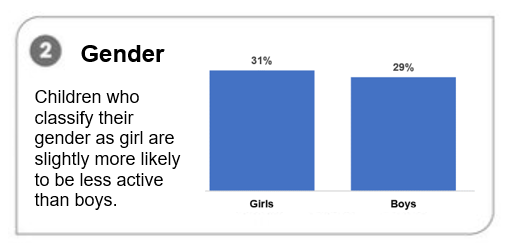 2 Gender
Children who
classify their
gender as girl are
slightly more likely
to be less active
than boys.
31% 29%
Girls Boys